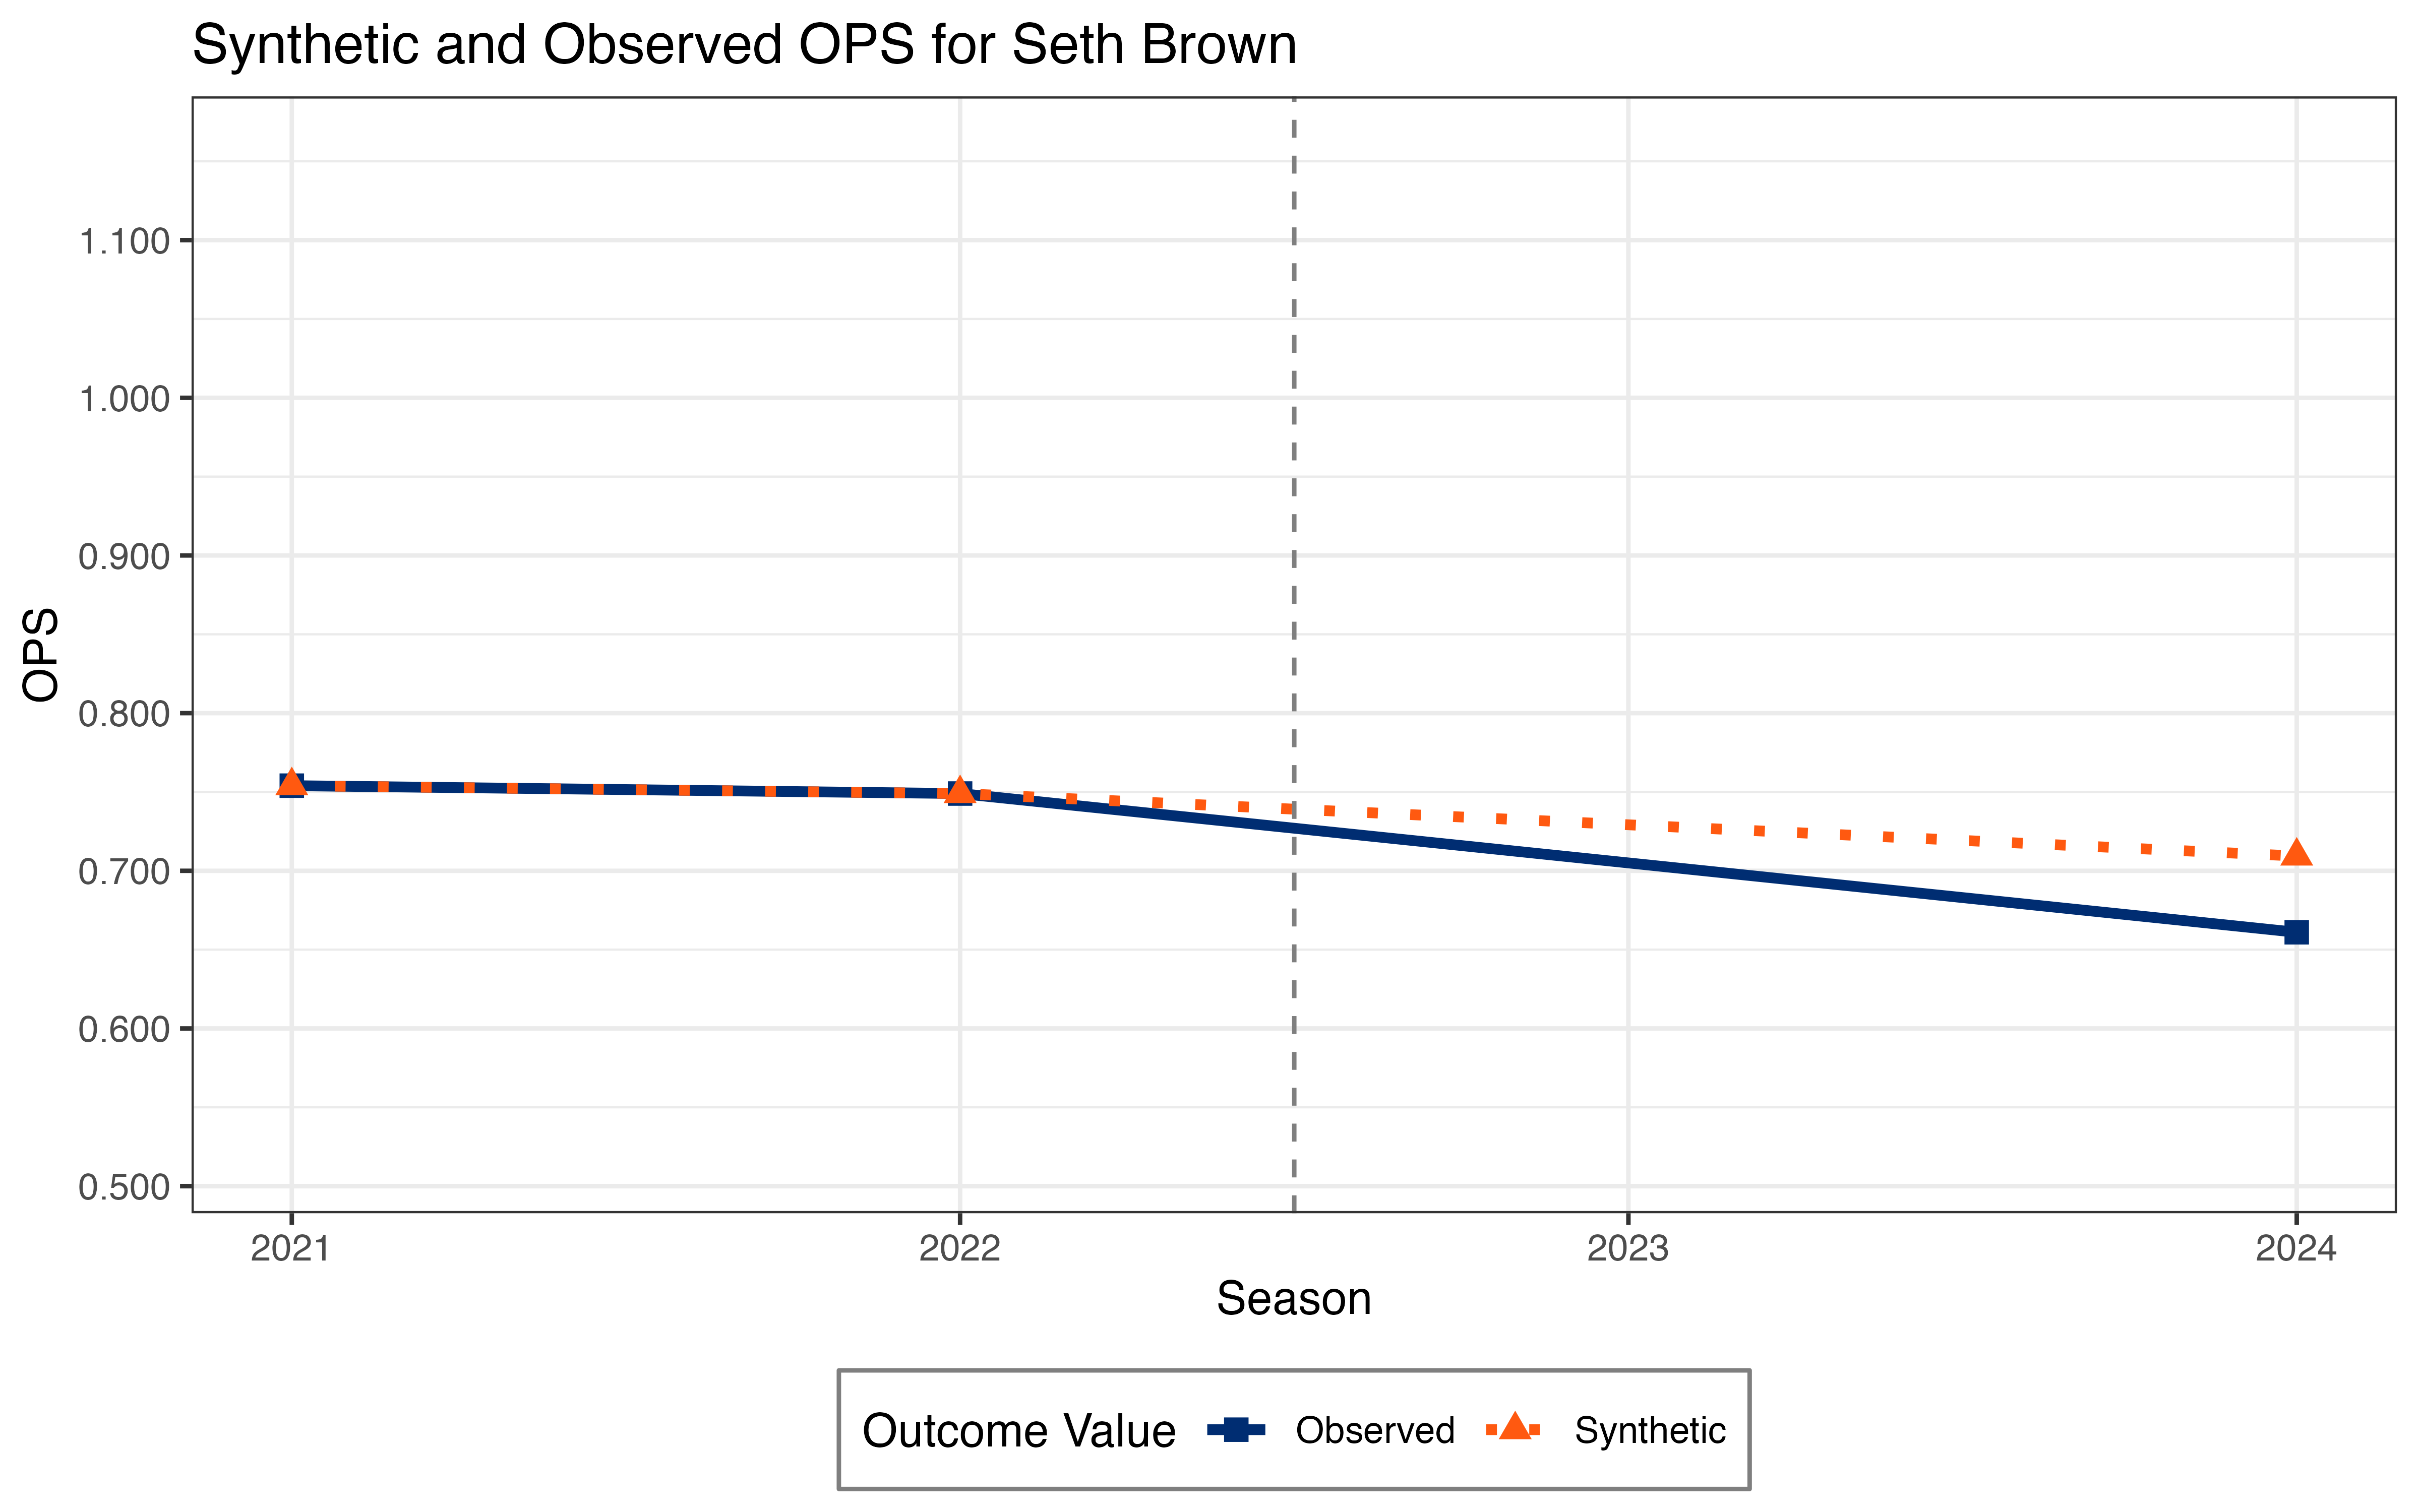 Synthetic and Observed OPS for Seth Brown
OPS
1.100
1.000
0.900
0.800
0.700
0.600
0.500
2021 2022 2023 2024
Season
Outcome Value Observed Synthetic